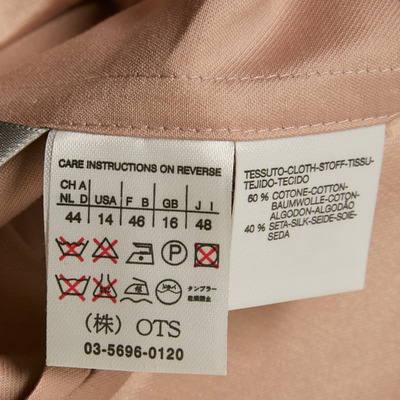 CARE INSTRUCTIONS ON REVERSE
CH A NL D USA F B GB J I
44 14 46 16 48
P
タンブラー
乾燥禁止
(株) OTS
03-5696-0120
TESSUTO-CLOTH-STOFF-TISSU-
TEJIDO-TECIDO
60 % COTONE-COTTON-
BAUMWOLLE-COTON-
ALGODON-ALGODÃO
40 % SETA-SILK-SEIDE-SOIE-
SEDA